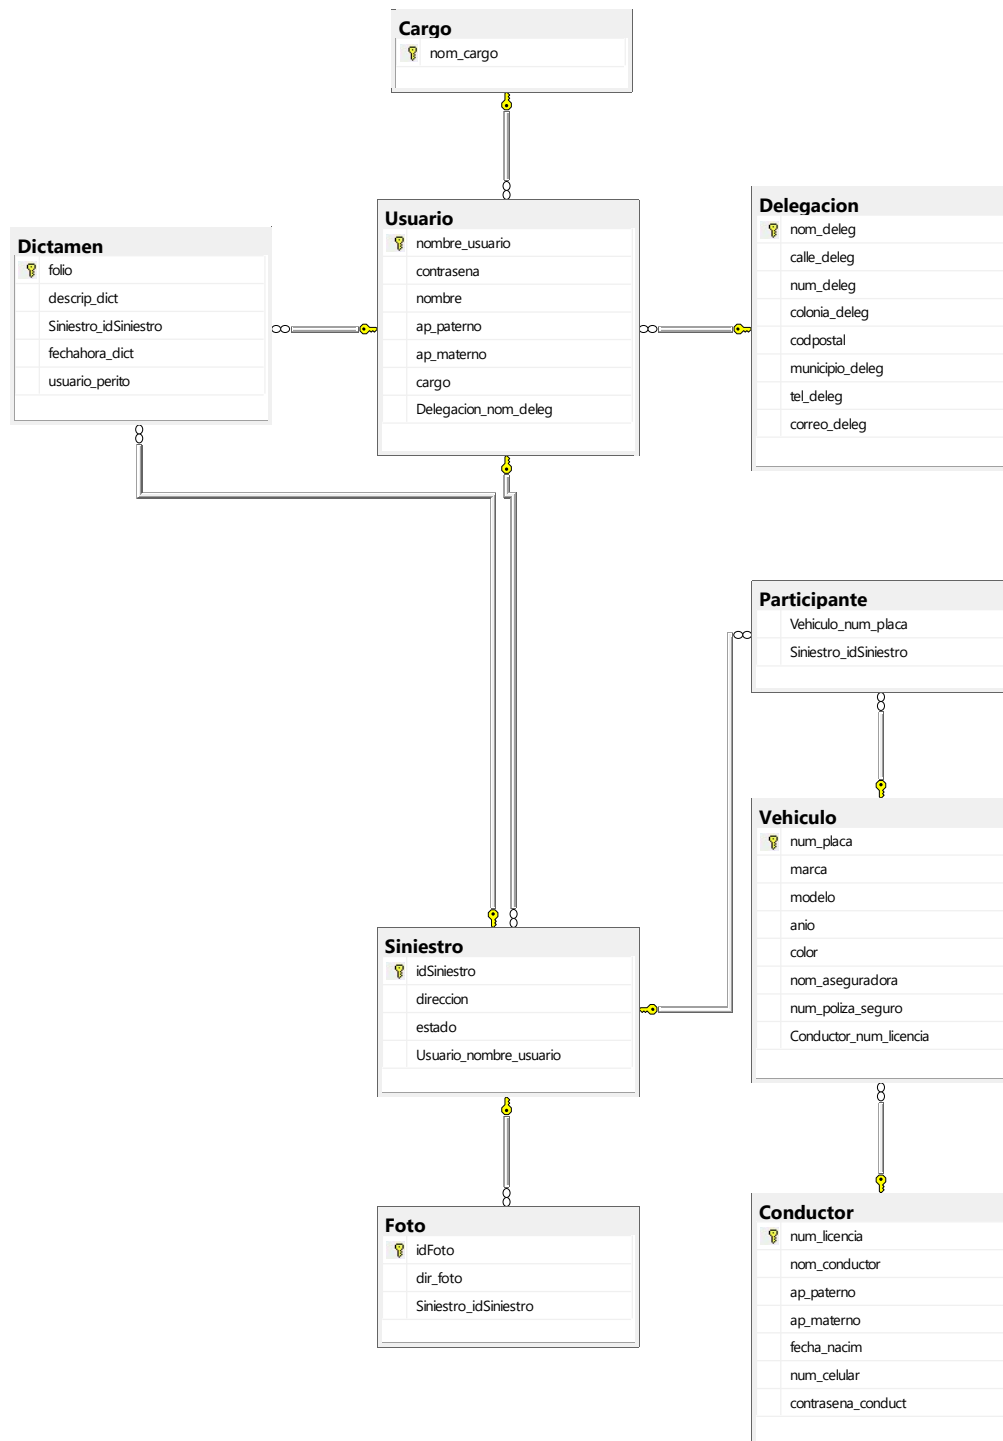 Cargo
nom_cargo
Usuario
nombre_usuario
contrasena
nombre
ap_paterno
ap_materno
cargo
Delegacion_nom_deleg
Delegacion
nom_deleg
calle_deleg
num_deleg
colonia_deleg
codpostal
municipio_deleg
tel_deleg
correo_deleg
Dictamen
folio
descrip_dict
Siniestro_idSiniestro
fechahora_dict
usuario_perito
Participante
Vehiculo_num_placa
Siniestro_idSiniestro
Vehiculo
num_placa
marca
modelo
anio
color
nom_aseguradora
num_poliza_seguro
Conductor_num_licencia
Siniestro
idSiniestro
direccion
estado
Usuario_nombre_usuario
Foto
idFoto
dir_foto
Siniestro_idSiniestro
Conductor
num_licencia
nom_conductor
ap_paterno
ap_materno
fecha_nacim
num_celular
contrasena_conduct